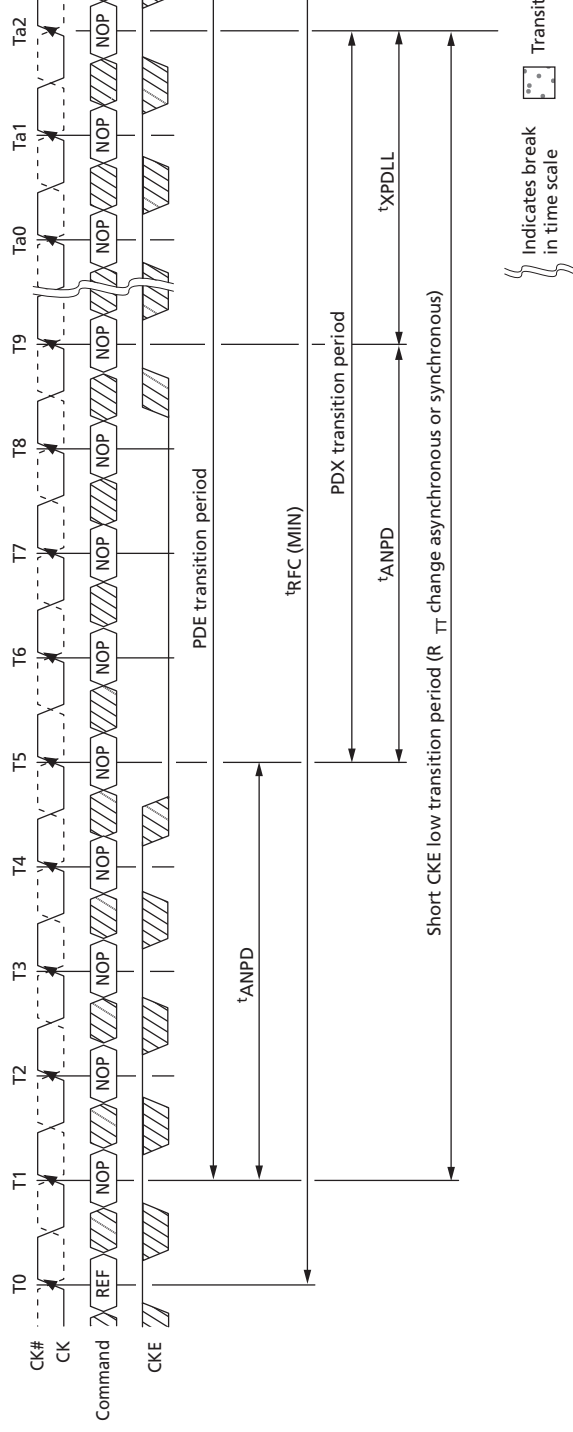 T0 T1 T2 T3 T4 T5 T6 T7 T8 T9 Ta0 Ta1 Ta2
CK#
CK
Command REF NOP NOP NOP NOP NOP NOP NOP NOP NOP NOP NOP NOP
CKE
PDE transition period
tANPD
tRFC (MIN)
PDX transition period
tANPD tXPDLL
Short CKE low transition period (R TT change asynchronous or synchronous)
Indicates break
in time scale
Transit